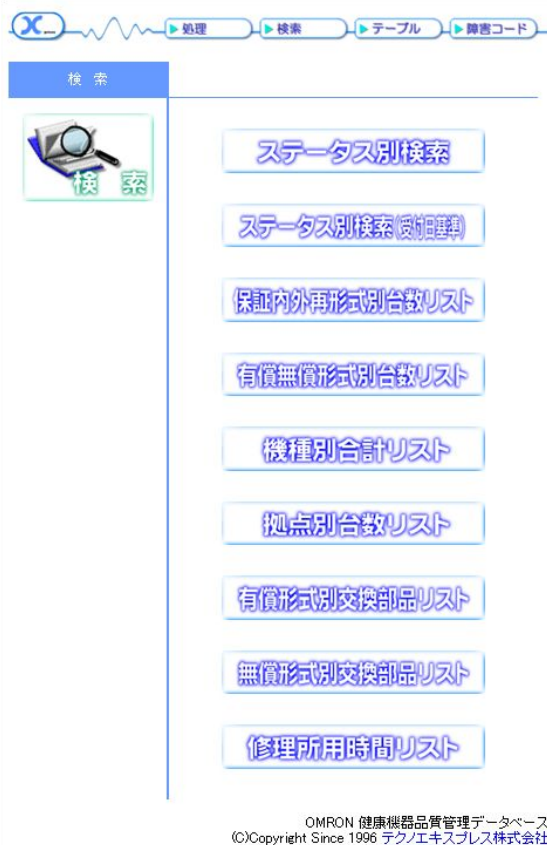 処理
検索
テーブル
障害コード
検 索
検 索
ステータス別検索
ステータス別検索(受付日基準)
保証内外再形式別台数リスト
有償無償形式別台数リスト
機種別合計リスト
拠点別台数リスト
有償形式別交換部品リスト
無償形式別交換部品リスト
修理所用時間リスト
OMRON 健康機器品質管理データベース
(C)Copyright Since 1996 テクノエキスプレス株式会社